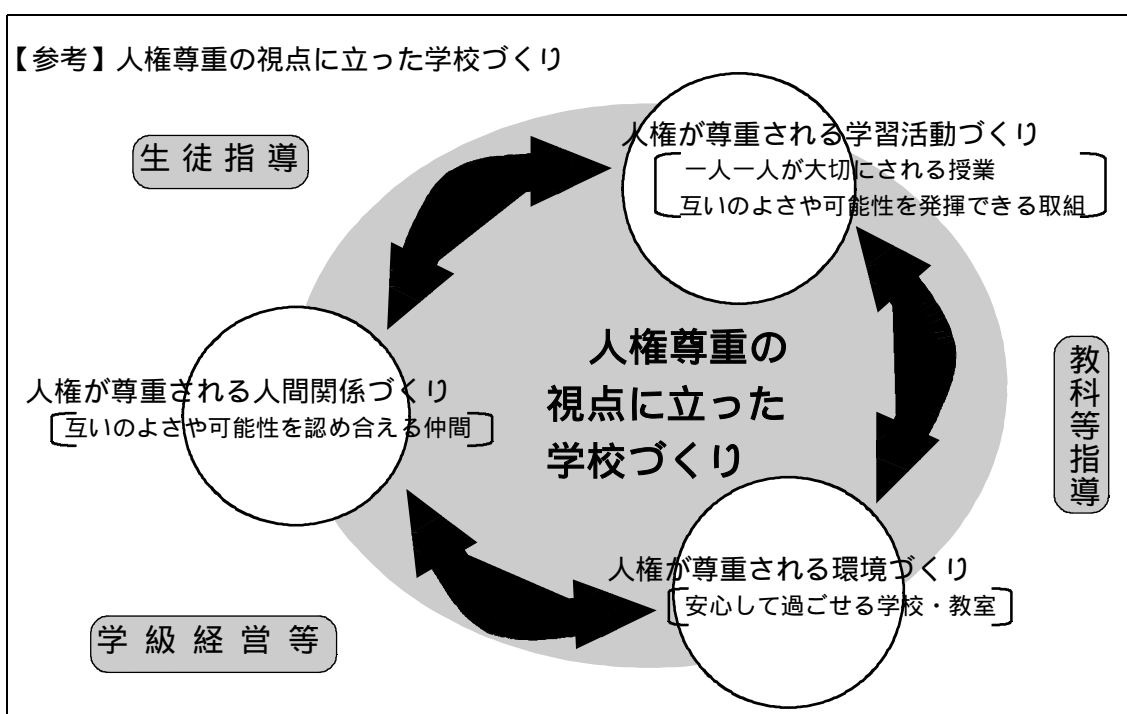 【参考】人権尊重の視点に立った学校づくり
生徒指導
人権が尊重される学習活動づくり
一人一人が大切にされる授業
互いのよさや可能性を発揮できる取組
人権尊重の
視点に立った
学校づくり
人権が尊重される人間関係づくり
互いのよさや可能性を認め合える仲間
教科等指導
人権が尊重される環境づくり
安心して過ごせる学校・教室
学級経営等